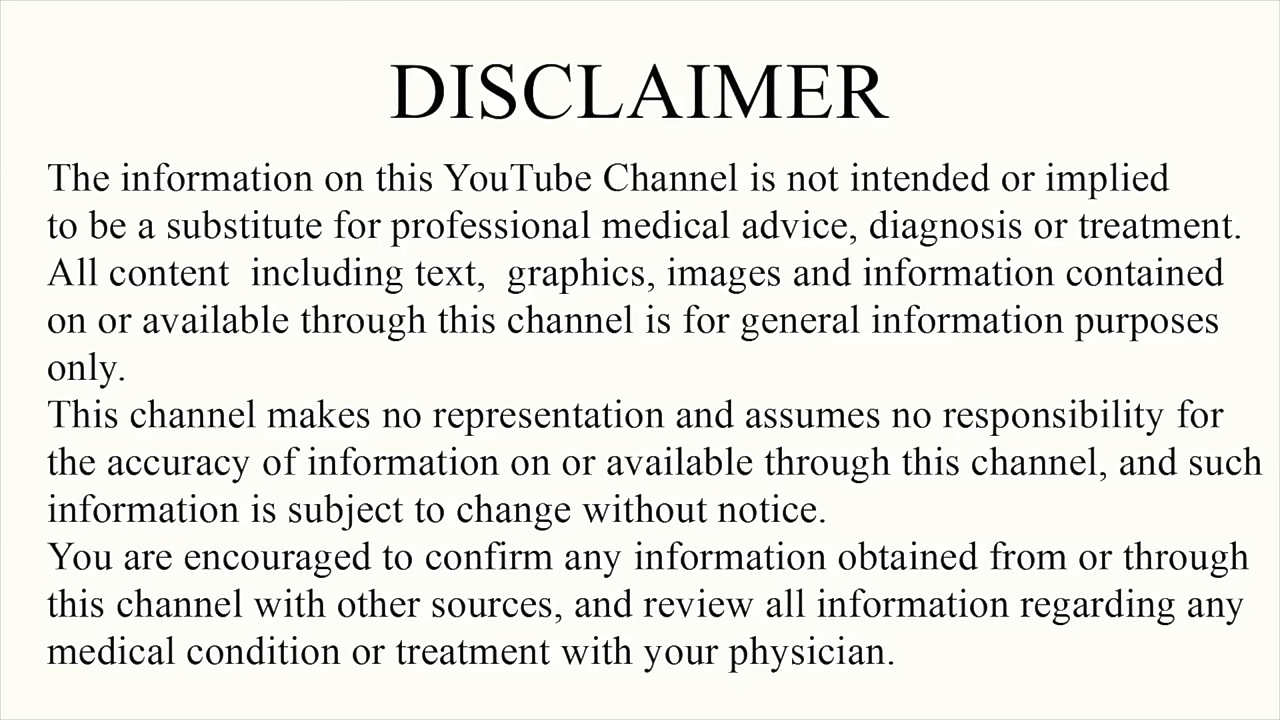 DISCLAIMER
The information on this YouTube Channel is not intended or implied
to be a substitute for professional medical advice, diagnosis or treatment.
All content  including text,  graphics, images and information contained
on or available through this channel is for general information purposes
only.
This channel makes no representation and assumes no responsibility for
the accuracy of information on or available through this channel, and such
information is subject to change without notice.
You are encouraged to confirm any information obtained from or through
this channel with other sources, and review all information regarding any
medical condition or treatment with your physician.